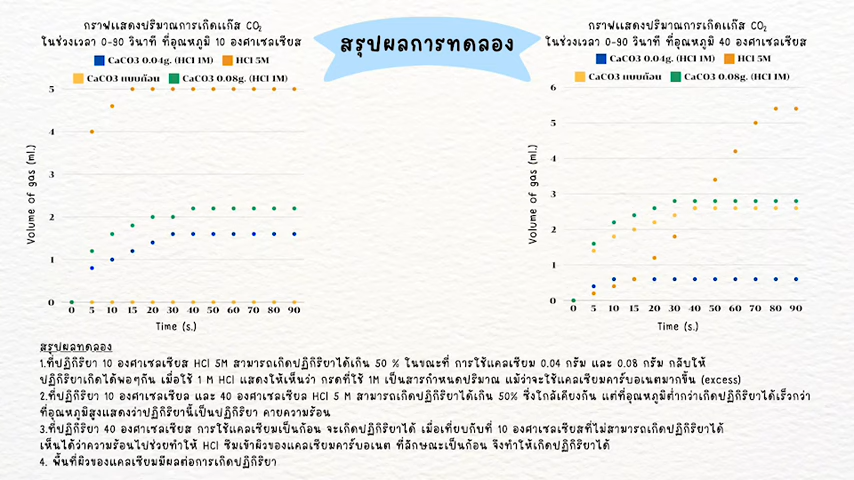 กราฟแสดงปริมาณการเกิดแก๊ส CO₂
ในช่วงเวลา 0-90 วินาที ที่อุณหภูมิ 10 องศาเซลเซียส
CaCO3 0.04g. (HCl 1M) HCl 5M
CaCO3 แบบก้อน CaCO3 0.08g. (HCl 1M)
5
4
3
2
1
0
Volume of gas (ml.)
0 5 10 15 20 30 40 50 60 70 80 90
Time (s.)
สรุปผลการทดลอง
กราฟแสดงปริมาณการเกิดแก๊ส CO₂
ในช่วงเวลา 0-90 วินาที ที่อุณหภูมิ 40 องศาเซลเซียส
CaCO3 0.04g. (HCl 1M) HCl 5M
CaCO3 แบบก้อน CaCO3 0.08g. (HCl 1M)
6
5
4
3
2
1
0
Volume of gas (ml.)
0 5 10 15 20 30 40 50 60 70 80 90
Time (s.)
สรุปผลทดลอง
1.ที่ปฏิกิริยา 10 องศาเซลเซียส HCl 5M สามารถเกิดปฏิกิริยาได้เกิน 50 % ในขณะที่ การใช้แคลเซียม 0.04 กรัม และ 0.08 กรัม กลับให้
ปฏิกิริยาเกิดได้พอๆกัน เมื่อใช้ 1 M HCl แสดงให้เห็นว่า กรดที่ใช้ 1M เป็นสารกำหนดปริมาณ แม้ว่าจะใช้แคลเซียมคาร์บอเนตมากขึ้น (excess)
2.ที่ปฏิกิริยา 10 องศาเซลเซียล และ 40 องศาเซลเซียล HCl 5 M สามารถเกิดปฏิกิริยาได้เกิน 50% ซึ่งใกล้เคียงกัน แต่ที่อุณหภูมิต่ำกว่าเกิดปฏิกิริยาได้เร็วกว่า
ที่อุณหภูมิสูงแสดงว่าปฏิกิริยานี้เป็นปฏิกิริยา คายความร้อน
3.ที่ปฏิกิริยา 40 องศาเซลเซียส การใช้แคลเซียมเป็นก้อน จะเกิดปฏิกิริยาได้ เมื่อเที่ยบกับที่ 10 องศาเซลเซียสที่ไม่สามารถเกิดปฏิกิริยาได้
เห็นได้ว่าความร้อนไปช่วยทำให้ HCl ซึมเข้าผิวของแคลเซียมคาร์บอเนต ที่ลักษณะเป็นก้อน จึงทำให้เกิดปฏิกิริยาได้
4. พื้นที่ผิวของแคลเซียมมีผลต่อการเกิดปฏิกิริยา